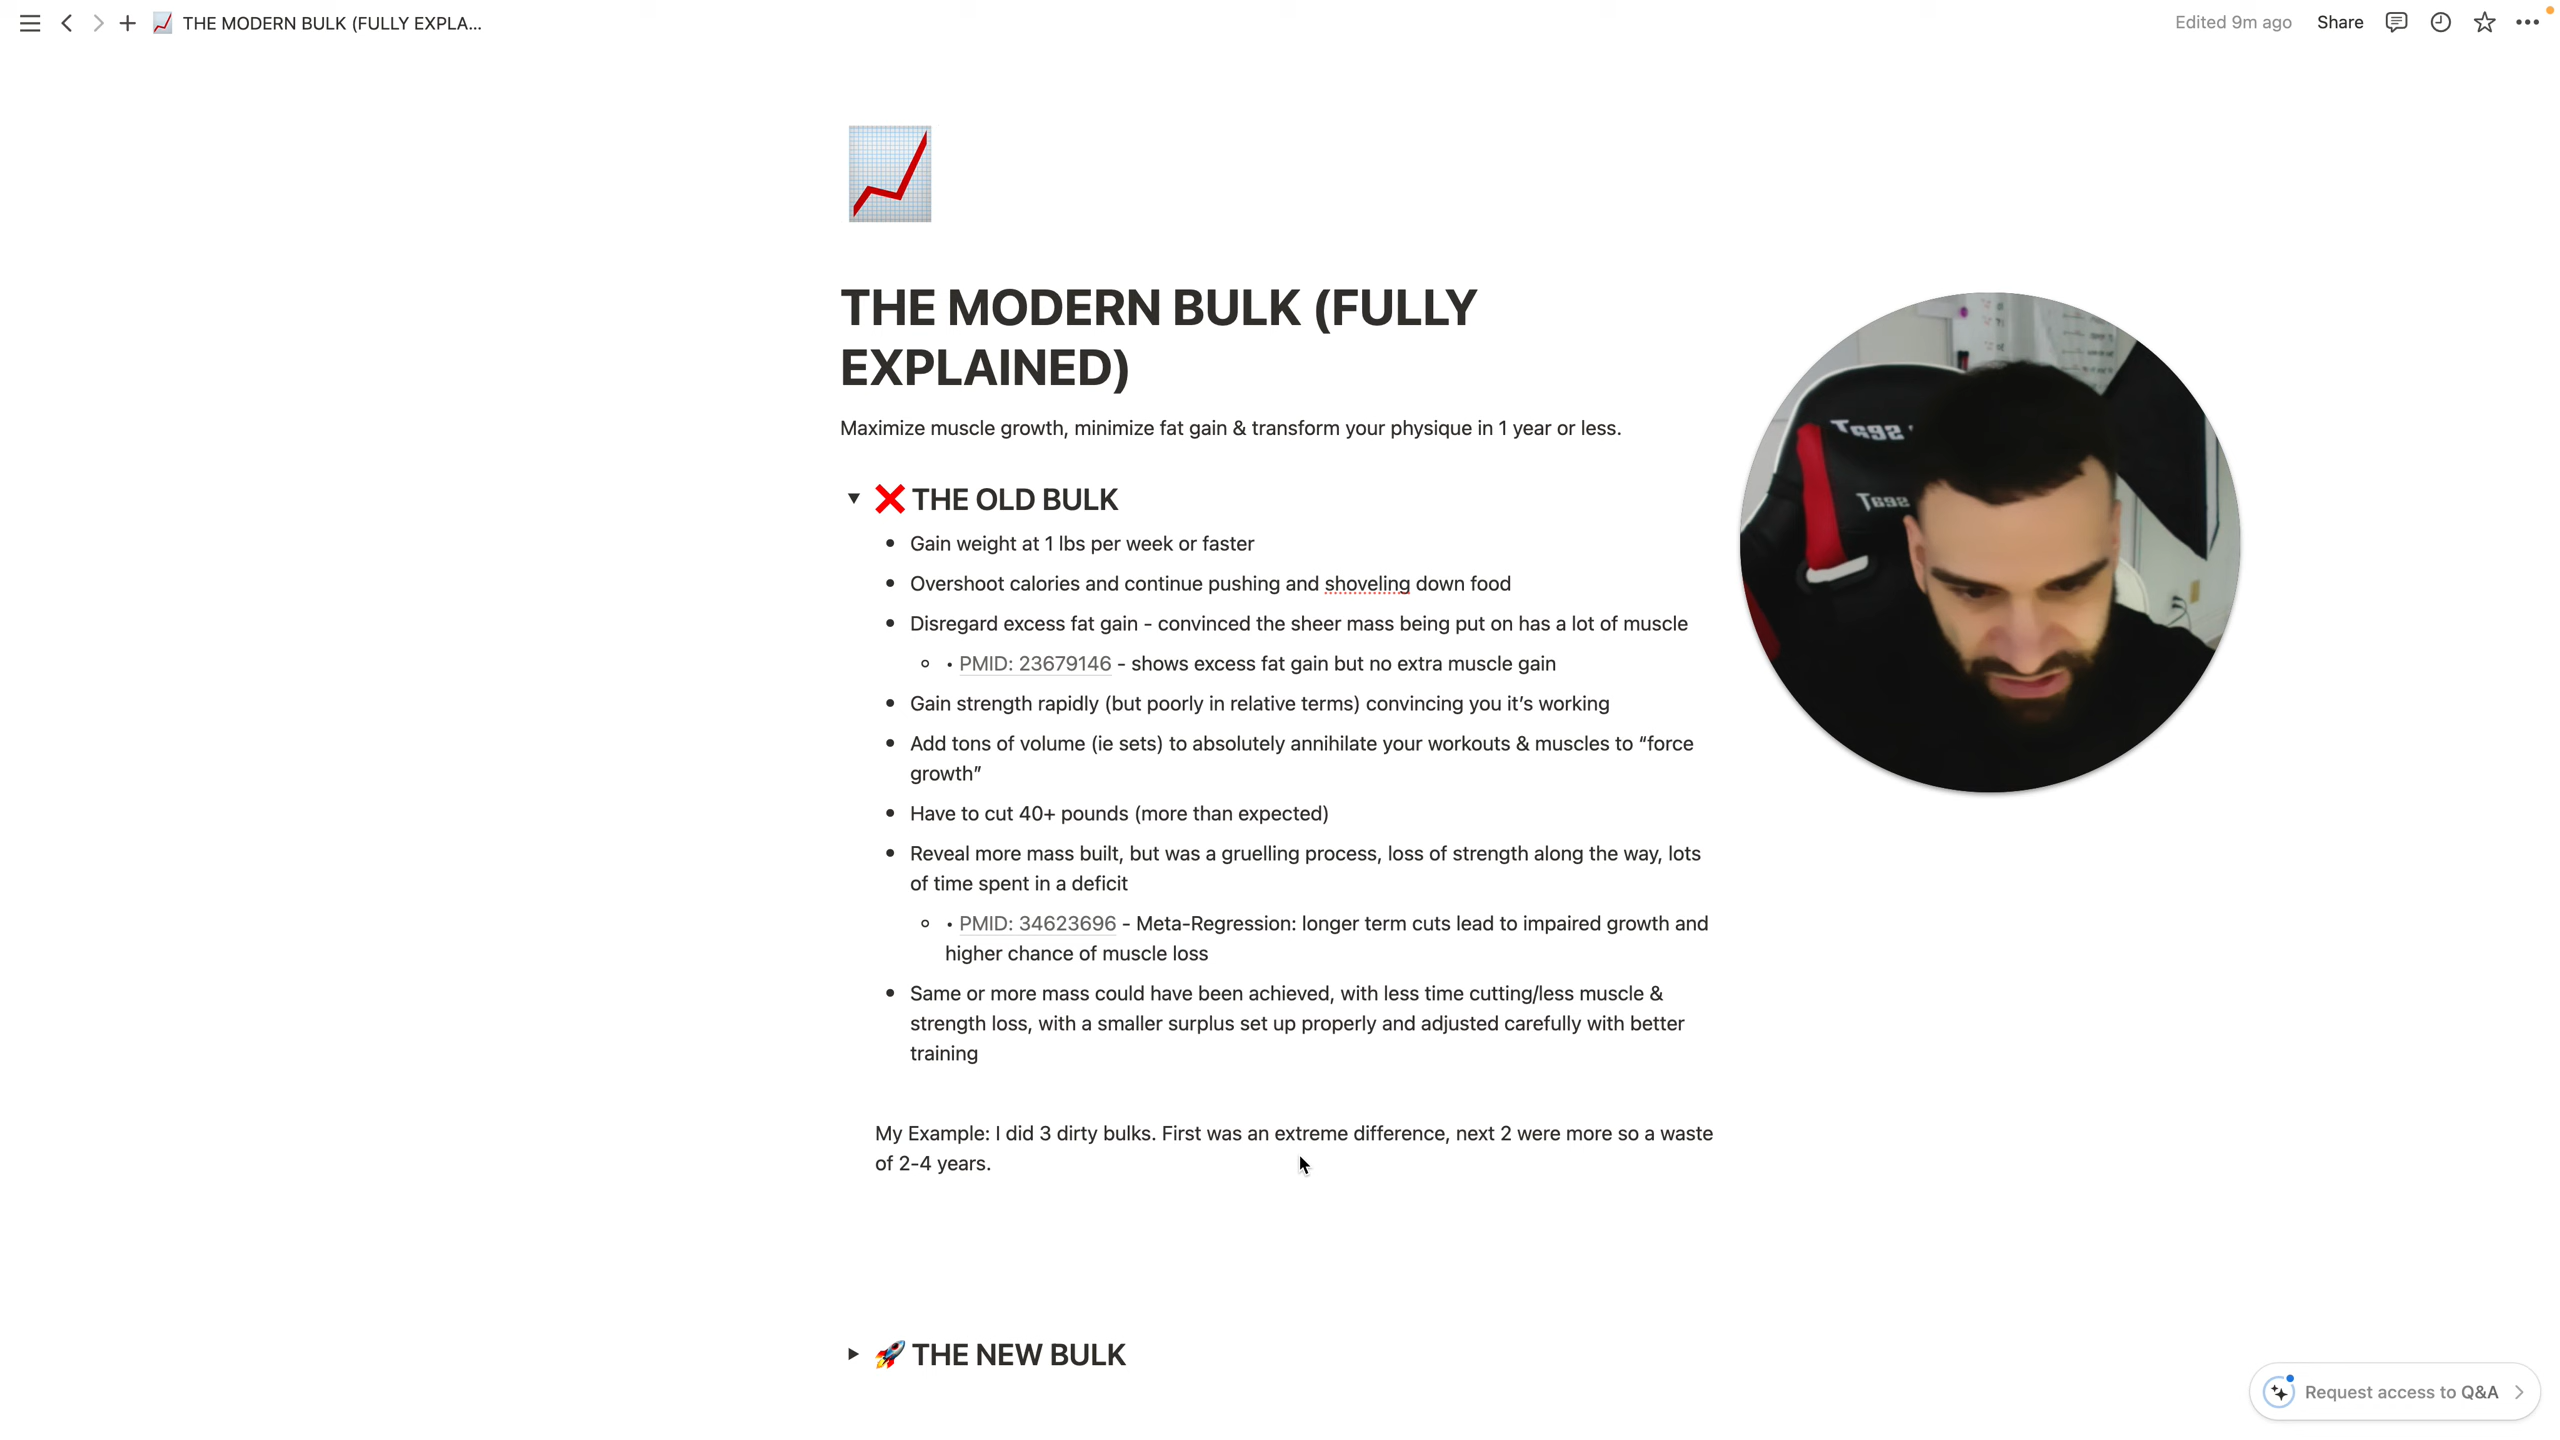 THE MODERN BULK (FULLY EXPLA...
Edited 9m ago
Share
THE MODERN BULK (FULLY
EXPLAINED)
Maximize muscle growth, minimize fat gain & transform your physique in 1 year or less.
▼ ❌ THE OLD BULK
• Gain weight at 1 lbs per week or faster
• Overshoot calories and continue pushing and shoveling down food
• Disregard excess fat gain - convinced the sheer mass being put on has a lot of muscle
◦ • PMID: 23679146 - shows excess fat gain but no extra muscle gain
• Gain strength rapidly (but poorly in relative terms) convincing you it’s working
• Add tons of volume (ie sets) to absolutely annihilate your workouts & muscles to “force
growth”
• Have to cut 40+ pounds (more than expected)
• Reveal more mass built, but was a gruelling process, loss of strength along the way, lots
of time spent in a deficit
◦ • PMID: 34623696 - Meta-Regression: longer term cuts lead to impaired growth and
higher chance of muscle loss
• Same or more mass could have been achieved, with less time cutting/less muscle &
strength loss, with a smaller surplus set up properly and adjusted carefully with better
training
My Example: I did 3 dirty bulks. First was an extreme difference, next 2 were more so a waste
of 2-4 years.
▶ 🚀 THE NEW BULK
Request access to Q&A